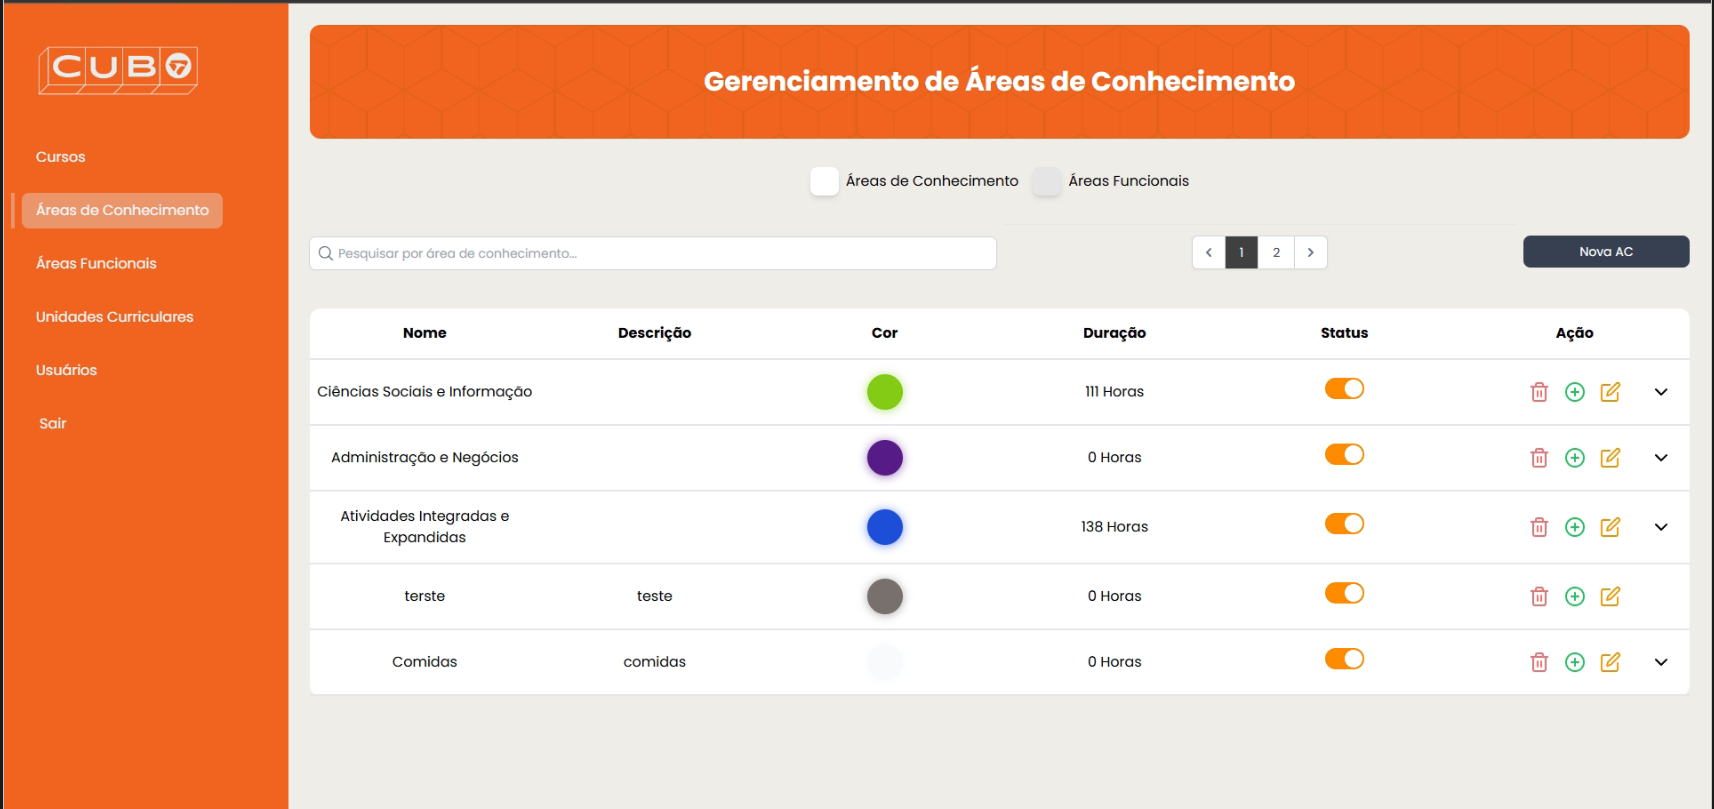 CUBO
Cursos
Áreas de Conhecimento
Áreas Funcionais
Unidades Curriculares
Usuários
Sair
Gerenciamento de Áreas de Conhecimento
Áreas de Conhecimento Áreas Funcionais
Pesquisar por área de conhecimento...
1 2
Nova AC
Nome Descrição Cor Duração Status Ação
Ciências Sociais e Informação 111 Horas
Administração e Negócios 0 Horas
Atividades Integradas e
Expandidas 138 Horas
terste teste 0 Horas
Comidas comidas 0 Horas